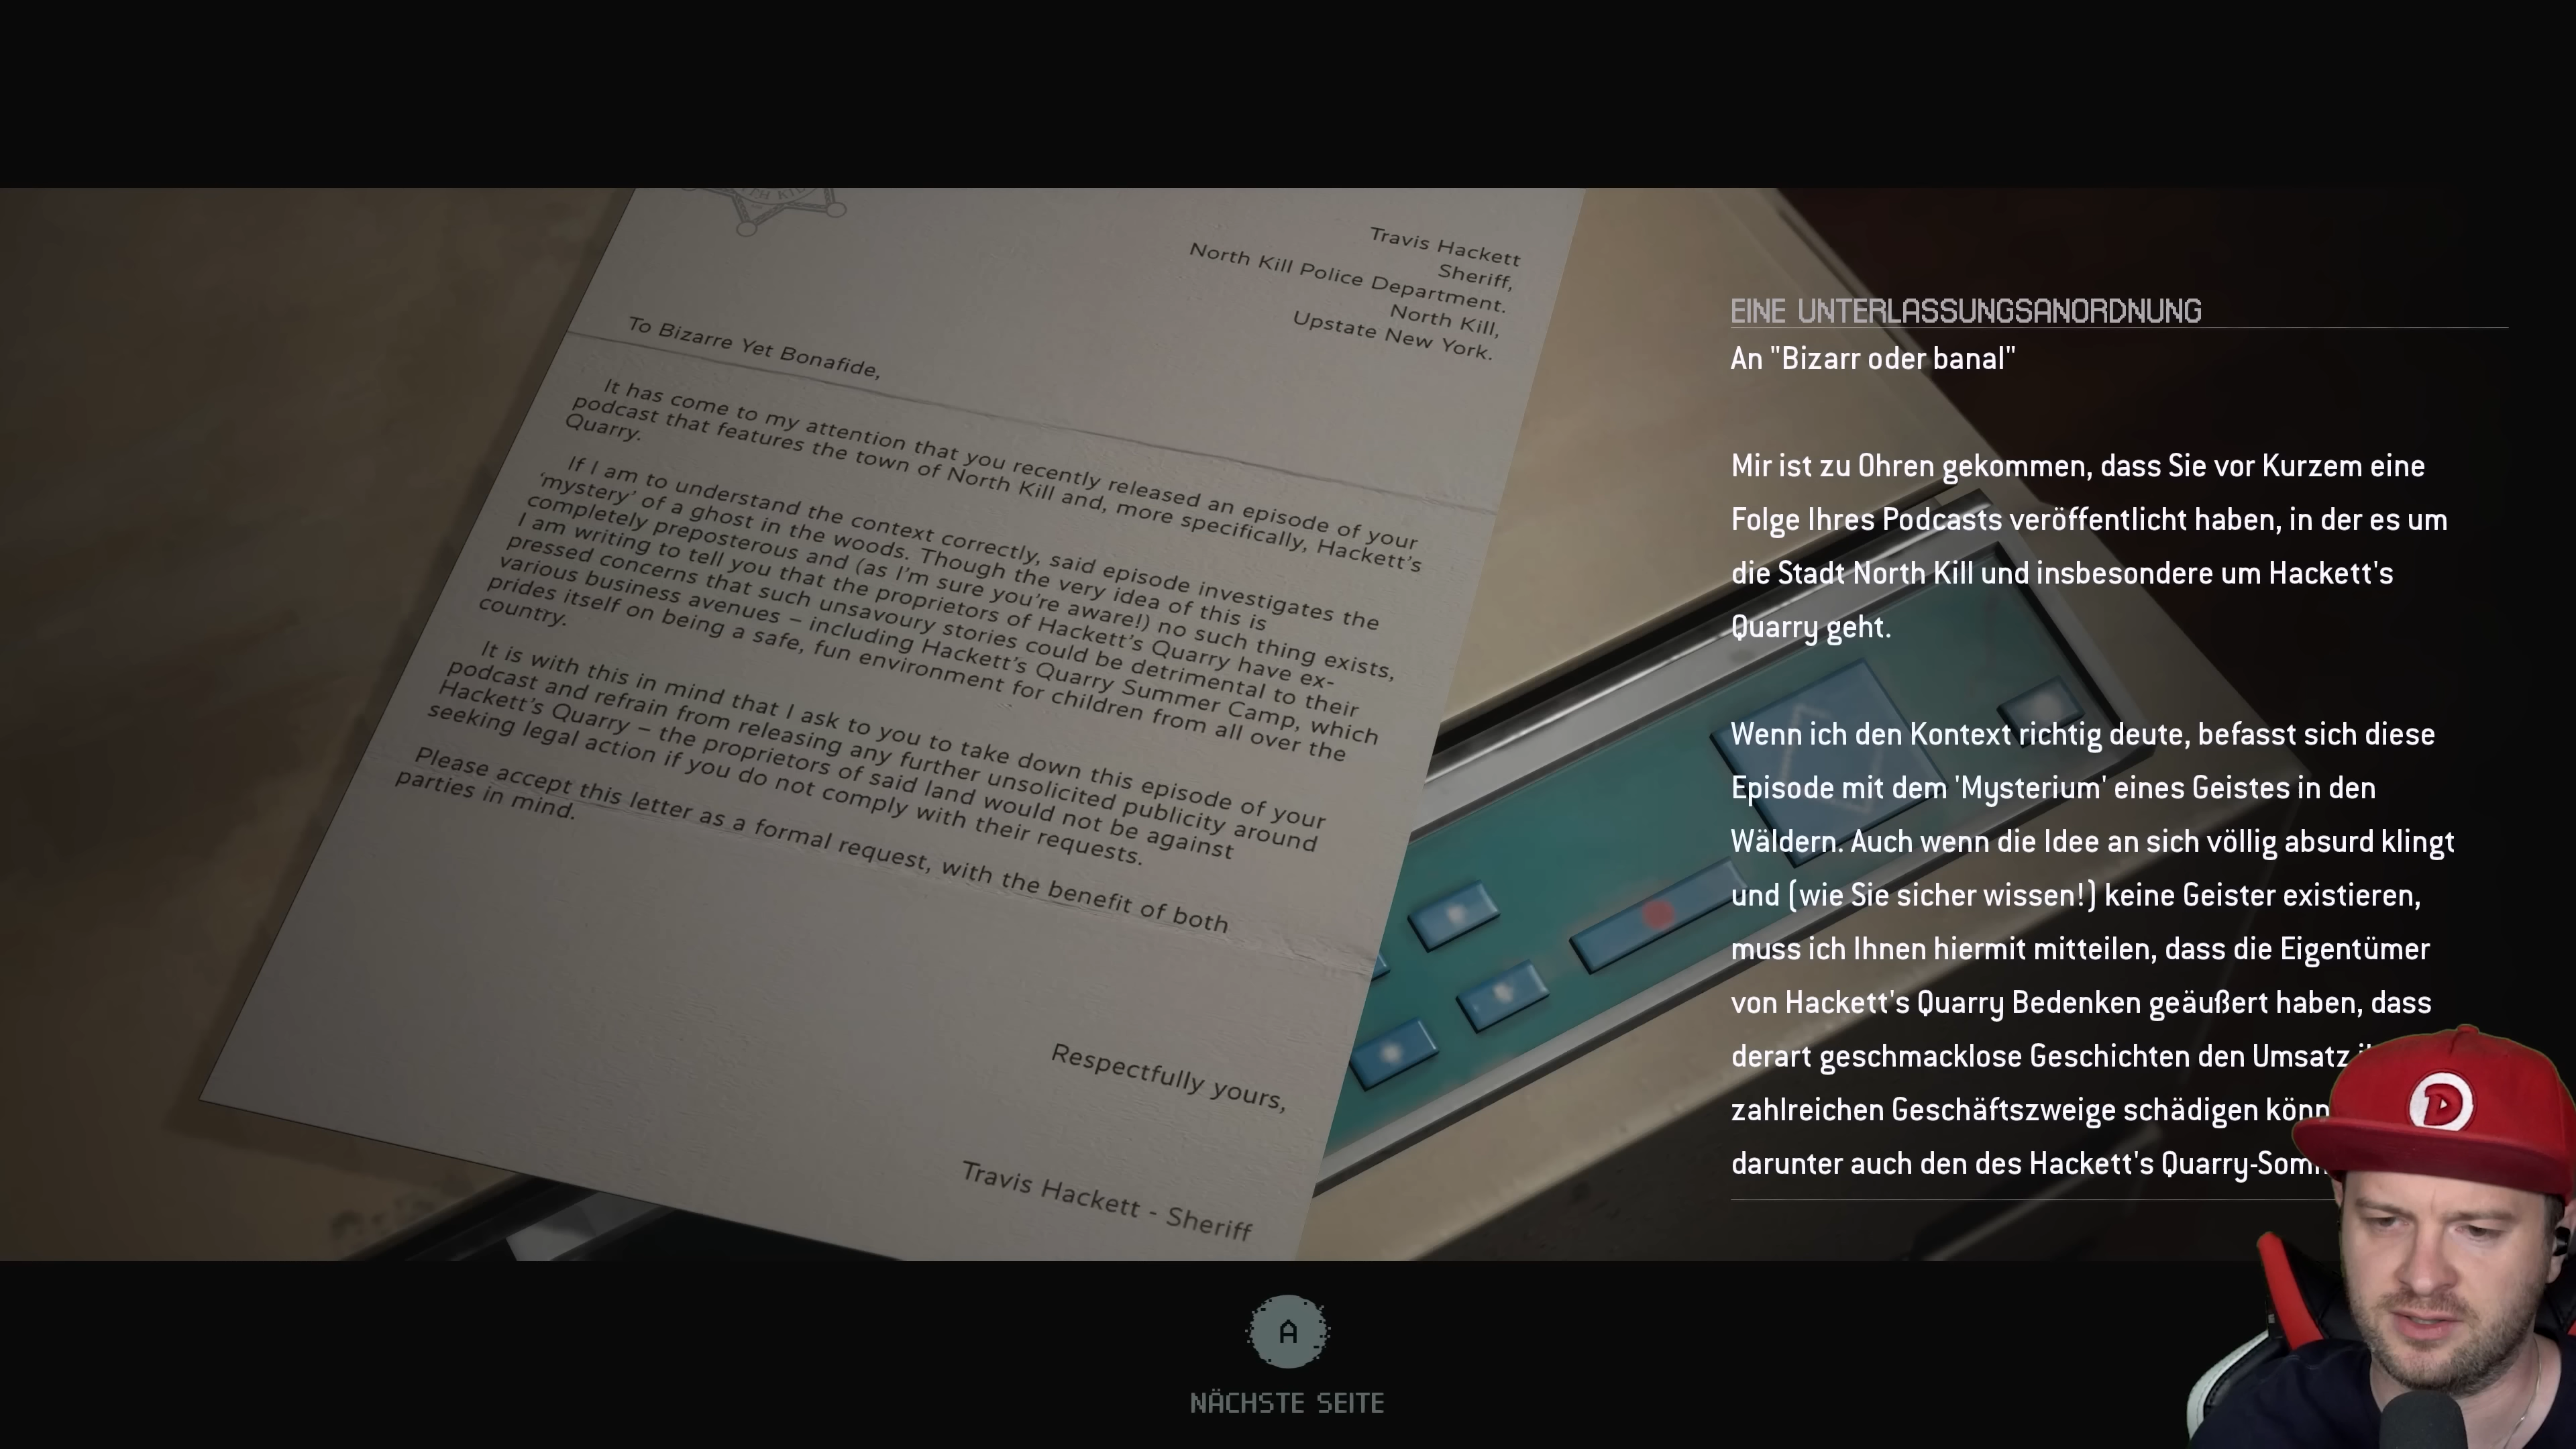 TH KIL
Travis Hackett
Sheriff,
North Kill Police Department.
North Kill,
Upstate New York.
To Bizarre Yet Bonafide,
It has come to my attention that you recently released an episode of your
podcast that features the town of North Kill and, more specifically, Hackett's
Quarry.
If I am to understand the context correctly, said episode investigates the
'mystery' of a ghost in the woods. Though the very idea of this is
completely preposterous and (as I'm sure you're aware!) no such thing exists,
I am writing to tell you that the proprietors of Hackett's Quarry have ex-
pressed concerns that such unsavoury stories could be detrimental to their
various business avenues – including Hackett's Quarry Summer Camp, which
prides itself on being a safe, fun environment for children from all over the
country.
It is with this in mind that I ask to you to take down this episode of your
podcast and refrain from releasing any further unsolicited publicity around
Hackett's Quarry – the proprietors of said land would not be against
seeking legal action if you do not comply with their requests.
Please accept this letter as a formal request, with the benefit of both
parties in mind.
Respectfully yours,
Travis Hackett - Sheriff
EINE UNTERLASSUNGSANORDNUNG
An "Bizarr oder banal"
Mir ist zu Ohren gekommen, dass Sie vor Kurzem eine
Folge Ihres Podcasts veröffentlicht haben, in der es um
die Stadt North Kill und insbesondere um Hackett's
Quarry geht.
Wenn ich den Kontext richtig deute, befasst sich diese
Episode mit dem 'Mysterium' eines Geistes in den
Wäldern. Auch wenn die Idee an sich völlig absurd klingt
und (wie Sie sicher wissen!) keine Geister existieren,
muss ich Ihnen hiermit mitteilen, dass die Eigentümer
von Hackett's Quarry Bedenken geäußert haben, dass
derart geschmacklose Geschichten den Umsatz
zahlreichen Geschäftszweige schädigen könn
darunter auch den des Hackett's Quarry-Som
D
A
NÄCHSTE SEITE